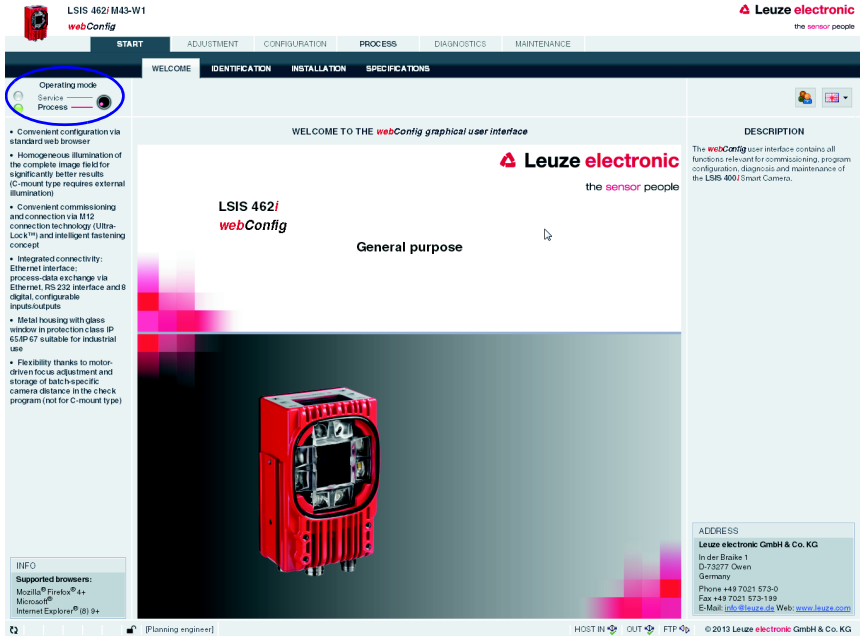 LSIS 462i M43-W1
webConfig
Leuze electronic
the sensor people
START
ADJUSTMENT
CONFIGURATION
PROCESS
DIAGNOSTICS
MAINTENANCE
WELCOME
IDENTIFICATION
INSTALLATION
SPECIFICATIONS
Operating mode
Service
Process
• Convenient configuration via
standard web browser
• Homogeneous illumination of
the complete image field for
significantly better results
(C-mount type requires external
illumination)
• Convenient commissioning
and connection via M12
connection technology (Ultra-
Lock™) and intelligent fastening
concept
• Integrated connectivity:
Ethernet interface;
process-data exchange via
Ethernet, RS 232 interface and 8
digital, configurable
inputs/outputs
• Metal housing with glass
window in protection class IP
65/IP 67 suitable for industrial
use
• Flexibility thanks to motor-
driven focus adjustment and
storage of batch-specific
camera distance in the check
program (not for C-mount type)
INFO
Supported browsers:
Mozilla® Firefox® 4+
Microsoft®
Internet Explorer® (8) 9+
WELCOME TO THE webConfig graphical user interface
Leuze electronic
the sensor people
LSIS 462i
webConfig
General purpose
DESCRIPTION
The webConfig user interface contains all
functions relevant for commissioning, program
configuration, diagnosis and maintenance of
the LSIS 400i Smart Camera.
ADDRESS
Leuze electronic GmbH & Co. KG
In der Braike 1
D-73277 Owen
Germany
Phone +49 7021 573-0
Fax +49 7021 573-199
E-Mail: info@leuze.de Web: www.leuze.com
[Planning engineer]
HOST IN
OUT
FTP
© 2013 Leuze electronic GmbH & Co. KG